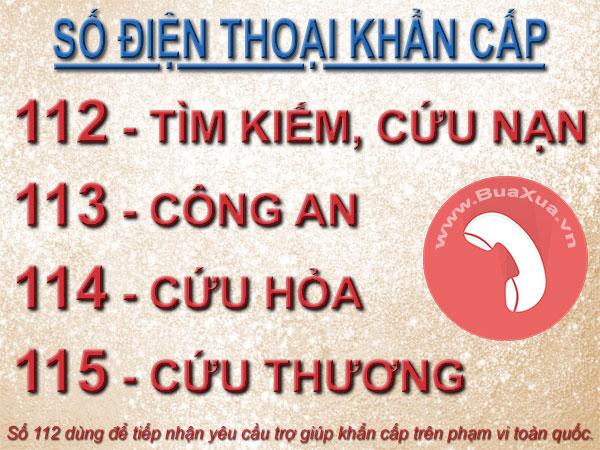 SỐ ĐIỆN THOẠI KHẨN CẤP
112 - TÌM KIẾM, CỨU NẠN
113 - CÔNG AN
www.BuaXua.vn
114 - CỨU HỎA
115 - CỨU THƯƠNG
Số 112 dùng để tiếp nhận yêu cầu trợ giúp khẩn cấp trên phạm vi toàn quốc.